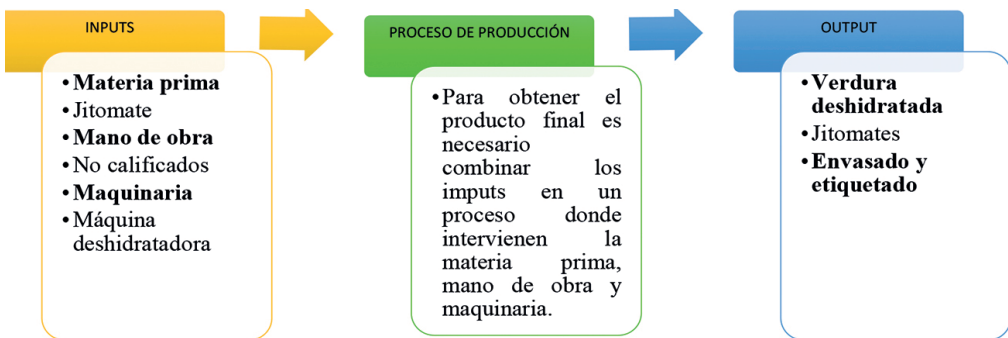 INPUTS
• Materia prima
• Jitomate
• Mano de obra
• No calificados
• Maquinaria
• Máquina
deshidratadora
PROCESO DE PRODUCCIÓN
• Para obtener el
producto final es
necesario
combinar los
imputs en un
proceso donde
intervienen la
materia prima,
mano de obra y
maquinaria.
OUTPUT
• Verdura
deshidratada
• Jitomates
• Envasado y
etiquetado